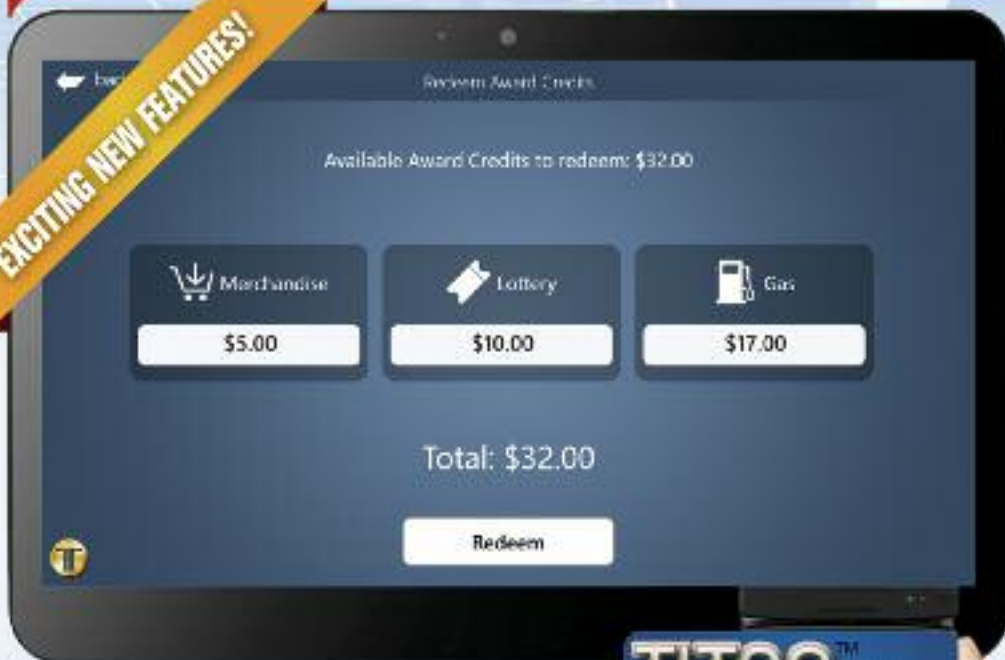 EXCITING NEW FEATURES!
Redeem Award Credits
Available Award Credits to redeem: $32.00
Merchandise
Lottery
Gas
$5.00
$10.00
$17.00
Total: $32.00
Redeem
T
TM